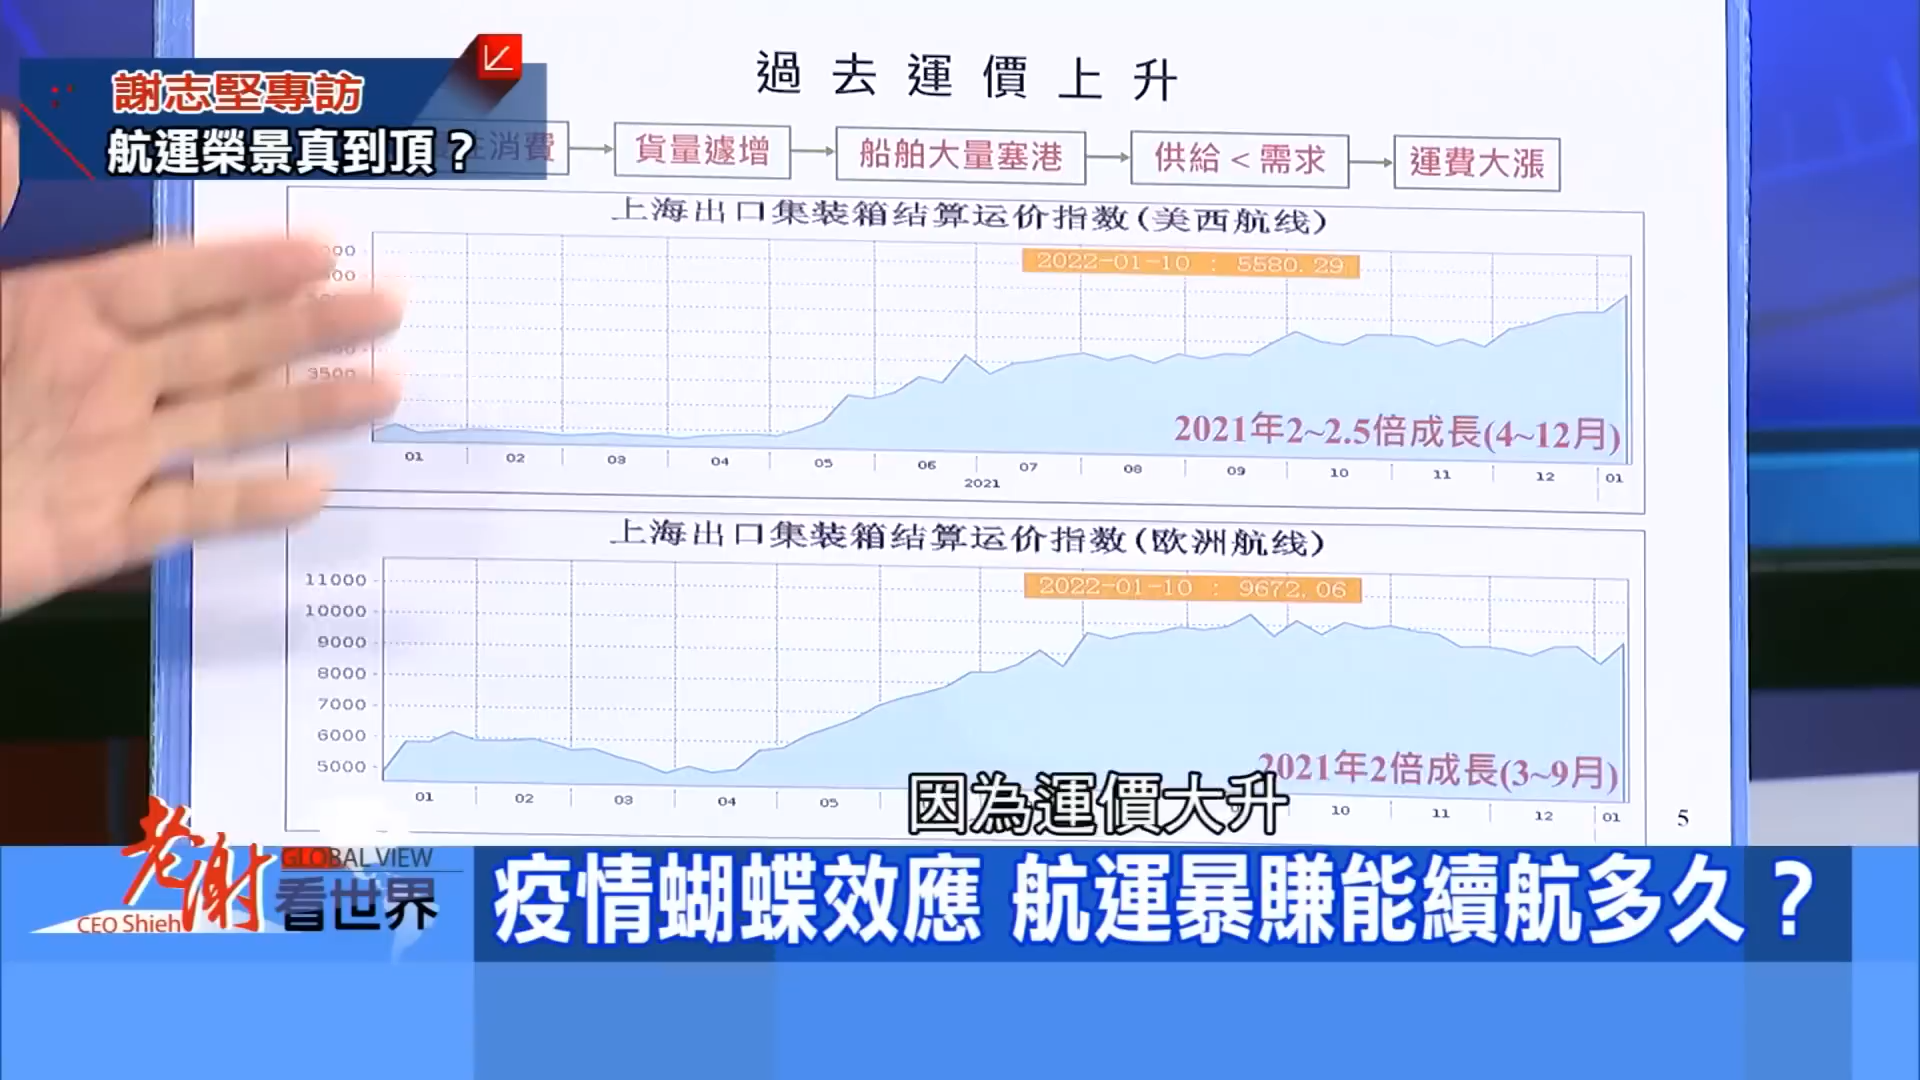 過去運價上升
謝志堅專訪
航運榮景真到頂？
性消費
貨量遽增
船舶大量塞港
供給<需求
運費大漲
上海出口集装箱结算运价指数(美西航线)
2022-01-10 : 5580.29
3500
2021年2~2.5倍成長(4~12月)
01 02 03 04 05 06 07 08 09 10 11 12 01
2021
上海出口集装箱结算运价指数(欧洲航线)
2022-01-10 : 9672.06
11000
10000
9000
8000
7000
6000
5000
2021年2倍成長(3~9月)
01 02 03 04 05 10 11 12 01
5
因為運價大升
老謝
GLOBAL VIEW
看世界
CEO Shieh
疫情蝴蝶效應 航運暴賺能續航多久？